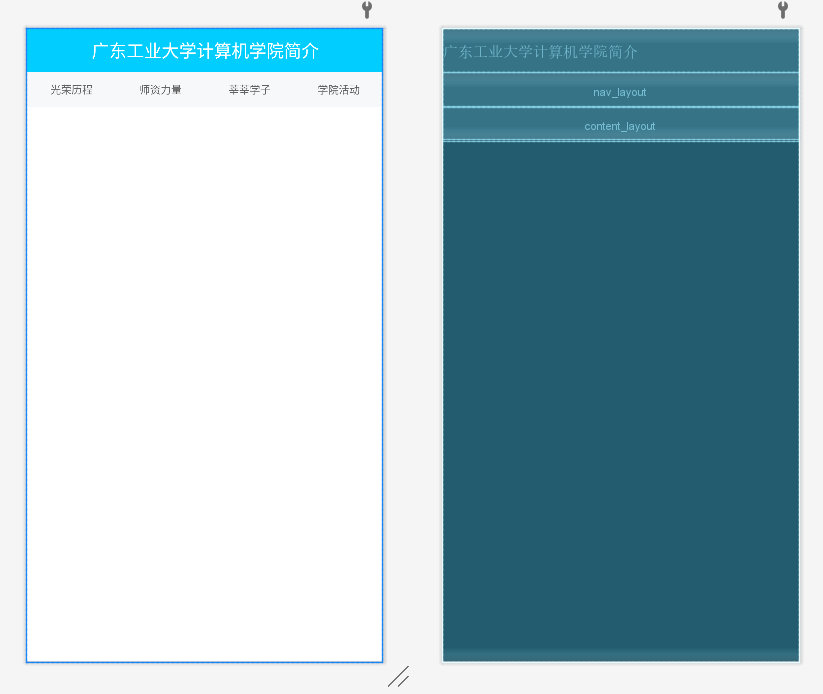 广东工业大学计算机学院简介
光荣历程 师资力量 莘莘学子 学院活动
广东工业大学计算机学院简介
nav_layout
content_layout